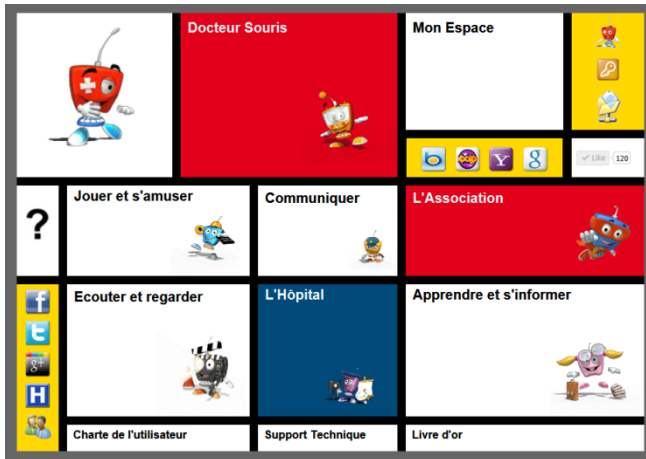 Docteur Souris
Mon Espace
b
Y
g
Like 120
?
Jouer et s'amuser
Communiquer
L'Association
f
t
g+
H
Ecouter et regarder
L'Hôpital
Apprendre et s'informer
Charte de l'utilisateur
Support Technique
Livre d'or